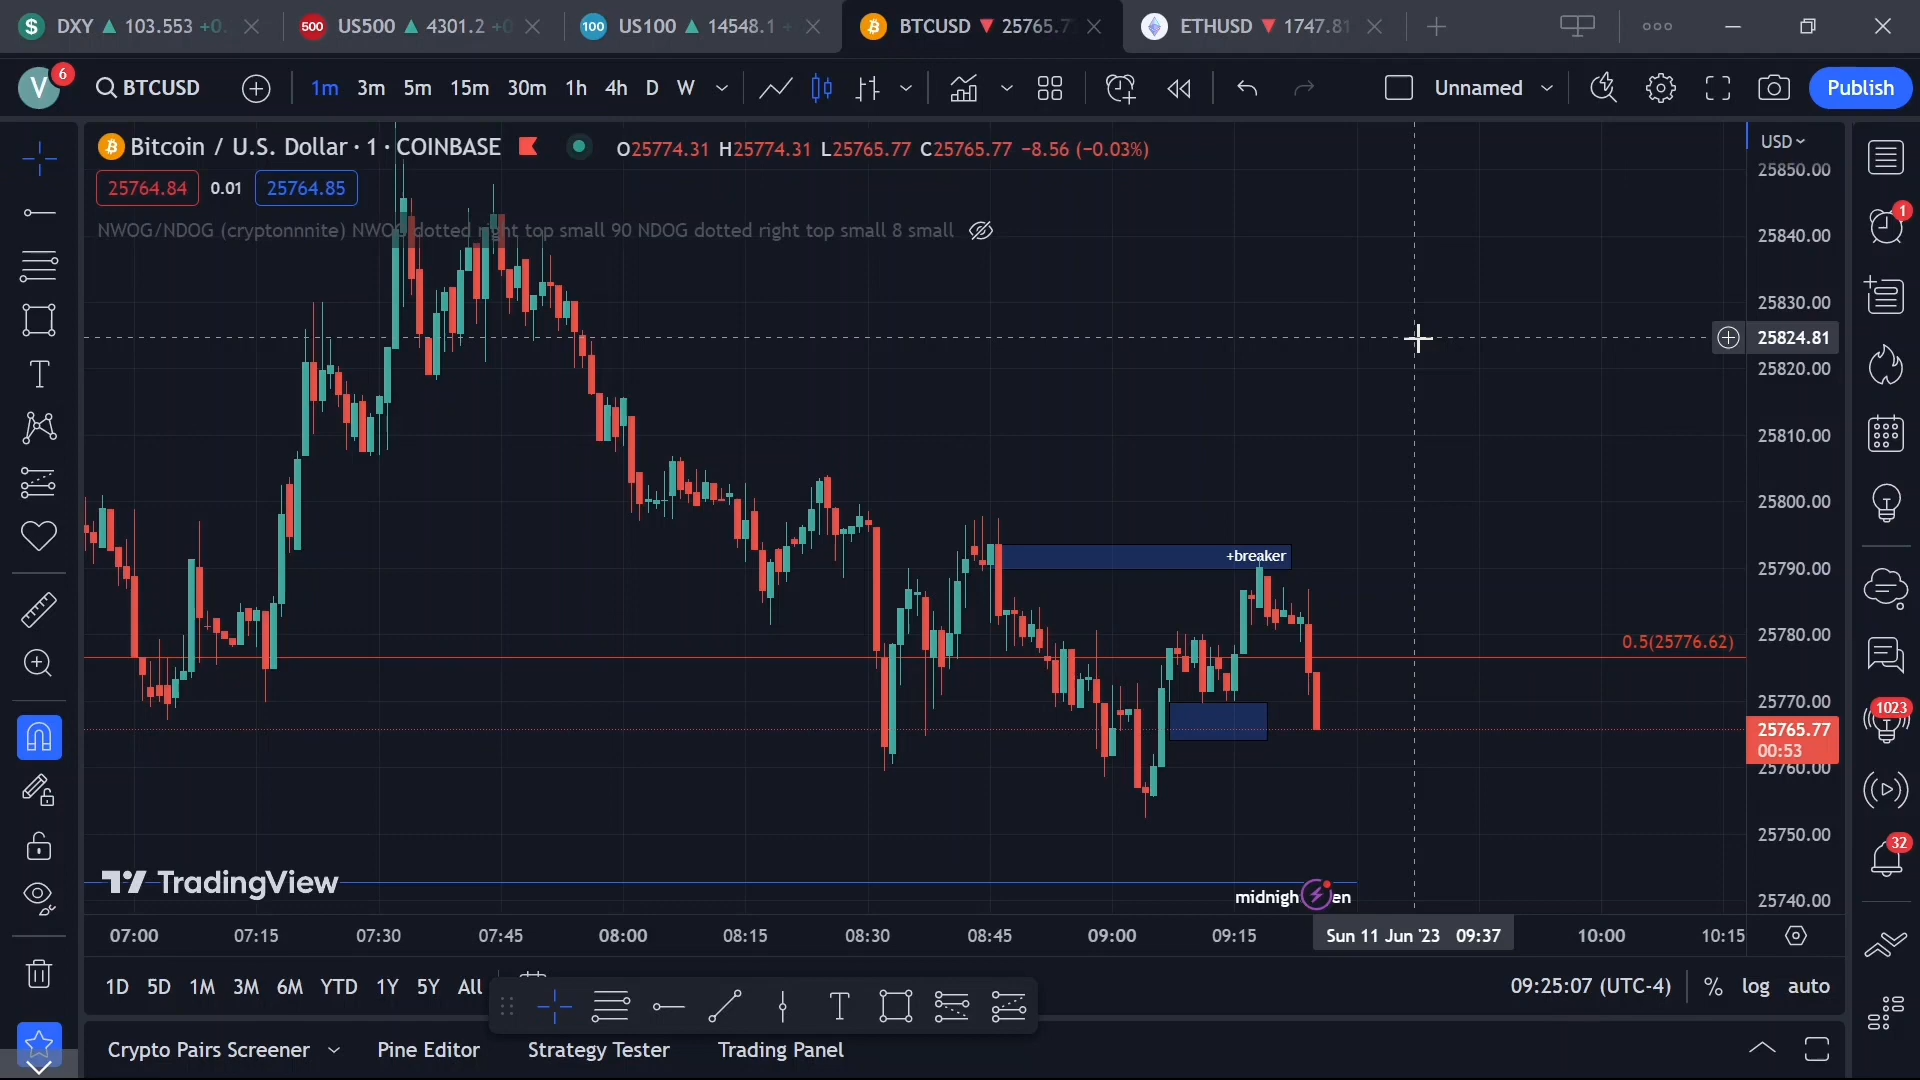 DXY 103.553 +0.
500 US500 4301.2 +0
100 US100 14548.1 +
BTCUSD 25765.7
ETHUSD 1747.81
V 6 BTCUSD 1m 3m 5m 15m 30m 1h 4h D W Unnamed Publish
Bitcoin / U.S. Dollar · 1 · COINBASE O25774.31 H25774.31 L25765.77 C25765.77 −8.56 (−0.03%)
25764.84 0.01 25764.85
NWOG/NDOG (cryptonnnite) NWOG dotted right top small 90 NDOG dotted right top small 8 small
USD
25850.00
25840.00
25830.00
25824.81
25820.00
25810.00
25800.00
25790.00
25780.00
25770.00
25765.77
00:53
25760.00
25750.00
25740.00
+breaker
0.5(25776.62)
TradingView
midnigh en
07:00 07:15 07:30 07:45 08:00 08:15 08:30 08:45 09:00 09:15 Sun 11 Jun '23 09:37 10:00 10:15
1D 5D 1M 3M 6M YTD 1Y 5Y All
09:25:07 (UTC-4) % log auto
Crypto Pairs Screener Pine Editor Strategy Tester Trading Panel
1
1023
32